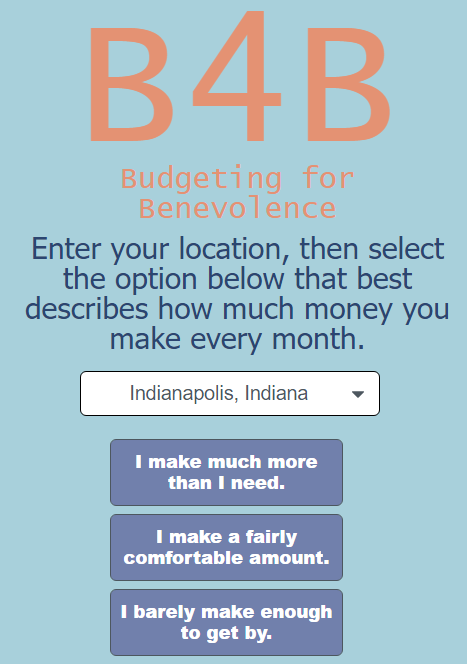 B4B
Budgeting for
Benevolence
Enter your location, then select
the option below that best
describes how much money you
make every month.
Indianapolis, Indiana
I make much more
than I need.
I make a fairly
comfortable amount.
I barely make enough
to get by.